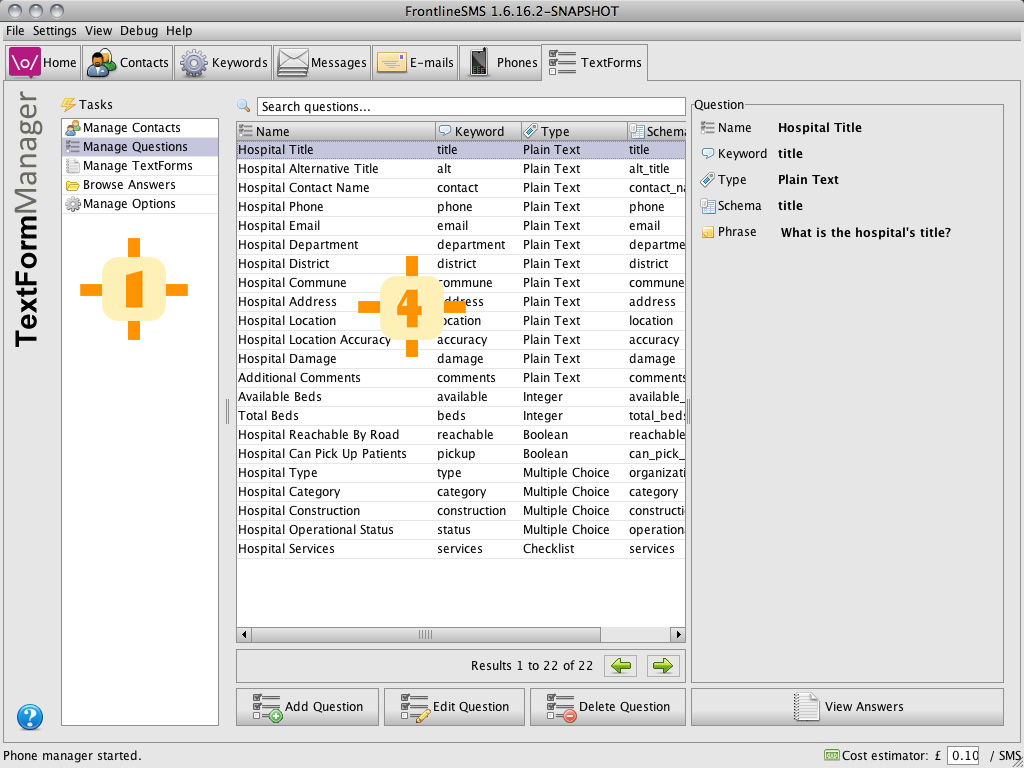 FrontlineSMS 1.6.16.2-SNAPSHOT
File Settings View Debug Help
\o/ Home Contacts Keywords Messages E-mails Phones TextForms
TextFormManager
Tasks
Manage Contacts
Manage Questions
Manage TextForms
Browse Answers
Manage Options
1
Search questions...
Name Keyword Type Schema
Hospital Title title Plain Text title
Hospital Alternative Title alt Plain Text alt_title
Hospital Contact Name contact Plain Text contact_na
Hospital Phone phone Plain Text phone
Hospital Email email Plain Text email
Hospital Department department Plain Text departme
Hospital District district Plain Text district
Hospital Commune commune Plain Text commune
Hospital Address address Plain Text address
Hospital Location location Plain Text location
Hospital Location Accuracy accuracy Plain Text accuracy
Hospital Damage damage Plain Text damage
Additional Comments comments Plain Text comments
Available Beds available Integer available_
Total Beds beds Integer total_beds
Hospital Reachable By Road reachable Boolean reachable
Hospital Can Pick Up Patients pickup Boolean can_pick_
Hospital Type type Multiple Choice organizati
Hospital Category category Multiple Choice category
Hospital Construction construction Multiple Choice constructi
Hospital Operational Status status Multiple Choice operation
Hospital Services services Checklist services
4
Results 1 to 22 of 22
Add Question Edit Question Delete Question
Question
Name Hospital Title
Keyword title
Type Plain Text
Schema title
Phrase What is the hospital's title?
View Answers
?
Phone manager started.
Cost estimator: £ 0.10 / SMS